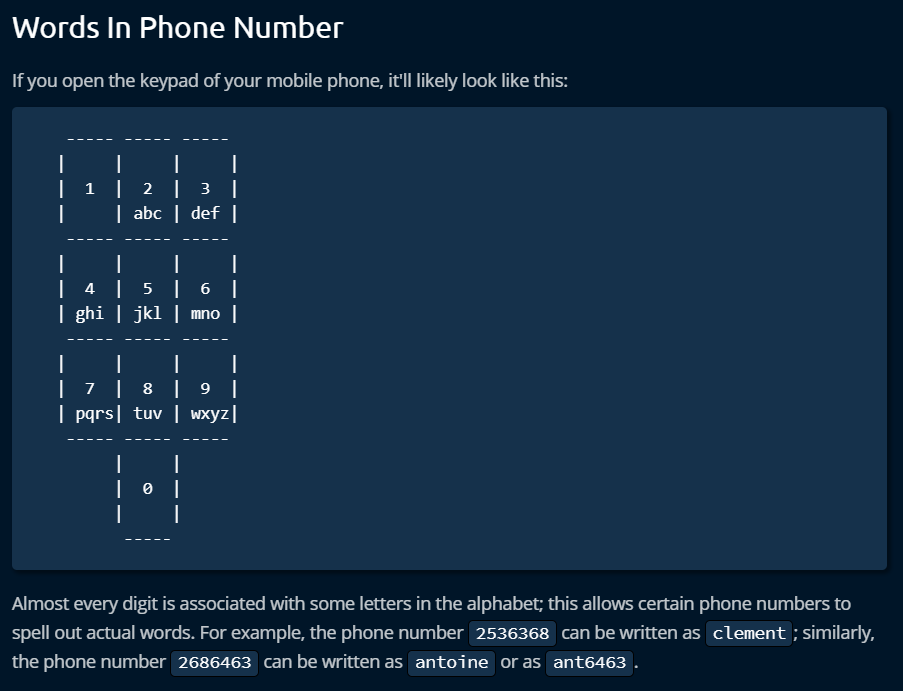 Words In Phone Number
If you open the keypad of your mobile phone, it'll likely look like this:
 ----- ----- -----
|     |     |     |
|  1  |  2  |  3  |
|     | abc | def |
 ----- ----- -----
|     |     |     |
|  4  |  5  |  6  |
| ghi | jkl | mno |
 ----- ----- -----
|     |     |     |
|  7  |  8  |  9  |
| pqrs| tuv | wxyz|
 ----- ----- -----
      |     |
      |  0  |
      |     |
       -----
Almost every digit is associated with some letters in the alphabet; this allows certain phone numbers to
spell out actual words. For example, the phone number 2536368 can be written as clement; similarly,
the phone number 2686463 can be written as antoine or as ant6463.